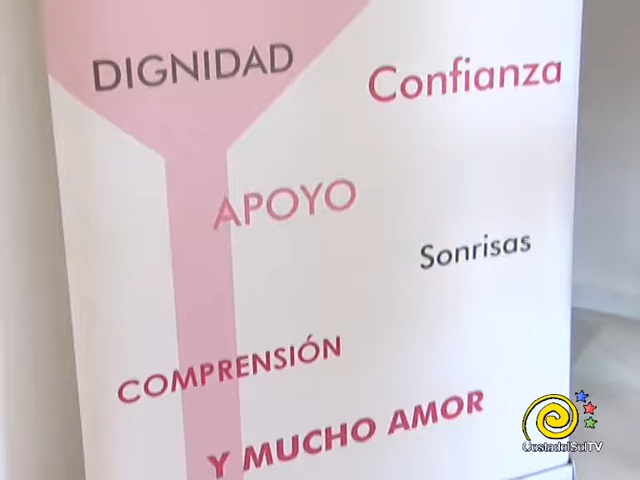 DIGNIDAD
Confianza
APOYO
Sonrisas
COMPRENSIÓN
Y MUCHO AMOR
CostadelSolTV